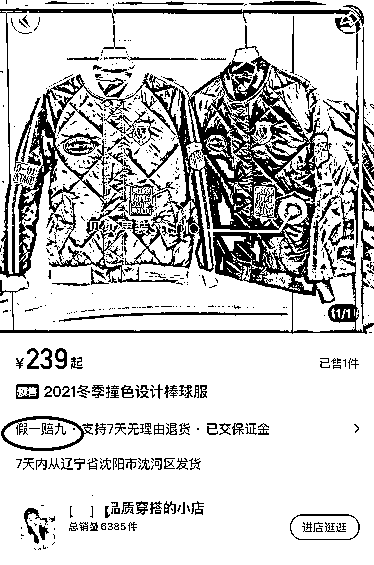 (1/1)
¥239起
已售1件
2021冬季撞色设计棒球服
假一赔九 · 支持7天无理由退货 · 已交保证金
7天内从辽宁省沈阳市沈河区发货
品质穿搭的小店
总销量6385件
进店逛逛